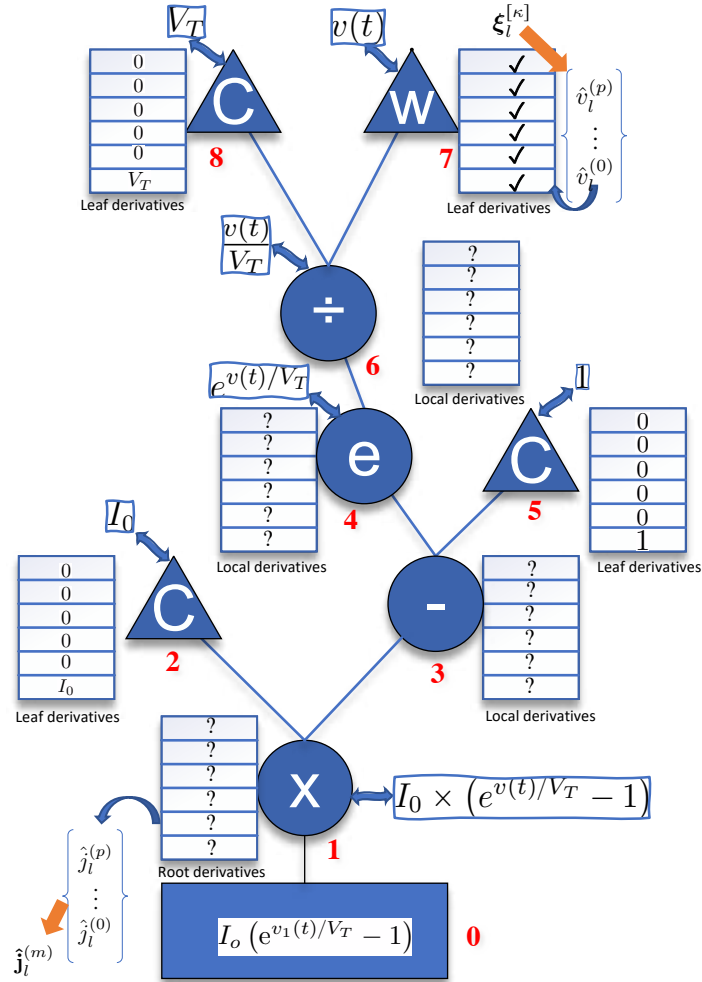 V_T
v(t)
ξ_l^{[κ]}
0
0
0
0
0
V_T
Leaf derivatives
C
8
W
7
✓
✓
✓
✓
✓
✓
Leaf derivatives
v̂_l^{(p)}
⋮
v̂_l^{(0)}
v(t)/V_T
÷
6
?
?
?
?
?
?
Local derivatives
e^{v(t)/V_T}
?
?
?
?
?
?
Local derivatives
e
4
1
C
5
0
0
0
0
0
1
Leaf derivatives
I_0
0
0
0
0
0
I_0
Leaf derivatives
C
2
-
3
?
?
?
?
?
?
Local derivatives
?
?
?
?
?
?
Root derivatives
X
1
I_0 × (e^{v(t)/V_T} − 1)
ĵ_l^{(p)}
⋮
ĵ_l^{(0)}
ĵ_l^{(m)}
I_o (e^{v_1(t)/V_T} − 1)
0